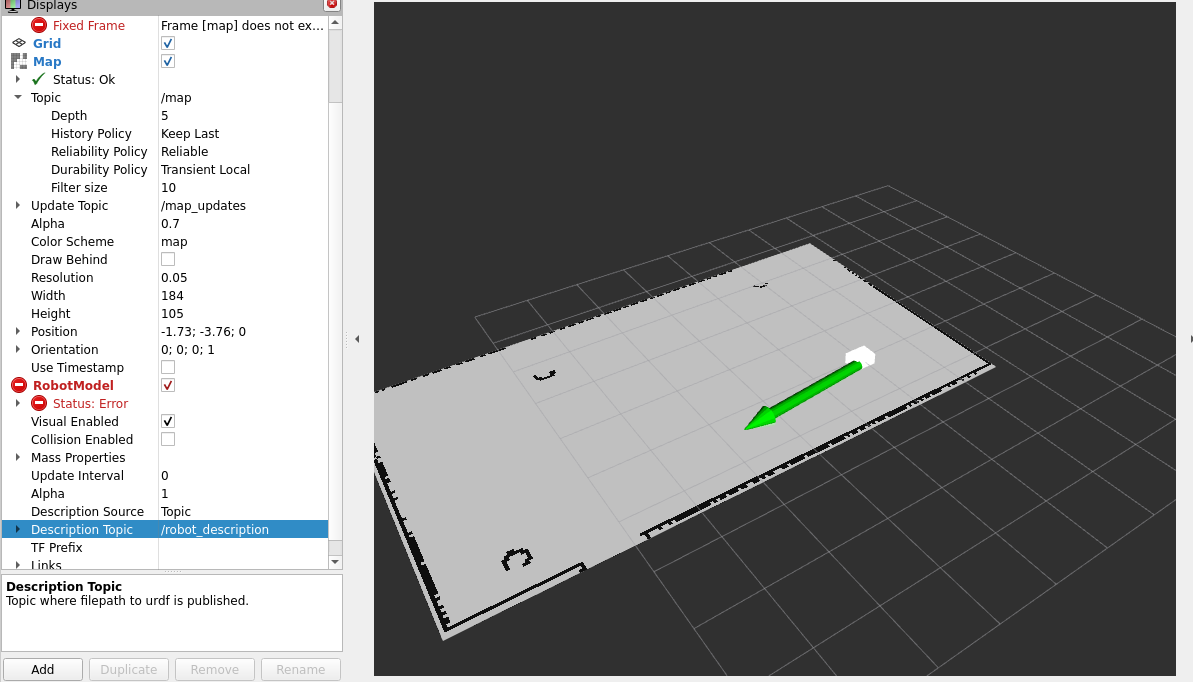 Displays
Fixed Frame Frame [map] does not ex...
Grid
Map
Status: Ok
Topic /map
Depth 5
History Policy Keep Last
Reliability Policy Reliable
Durability Policy Transient Local
Filter size 10
Update Topic /map_updates
Alpha 0.7
Color Scheme map
Draw Behind
Resolution 0.05
Width 184
Height 105
Position -1.73; -3.76; 0
Orientation 0; 0; 0; 1
Use Timestamp
RobotModel
Status: Error
Visual Enabled
Collision Enabled
Mass Properties
Update Interval 0
Alpha 1
Description Source Topic
Description Topic /robot_description
TF Prefix
Links
Description Topic
Topic where filepath to urdf is published.
Add Duplicate Remove Rename